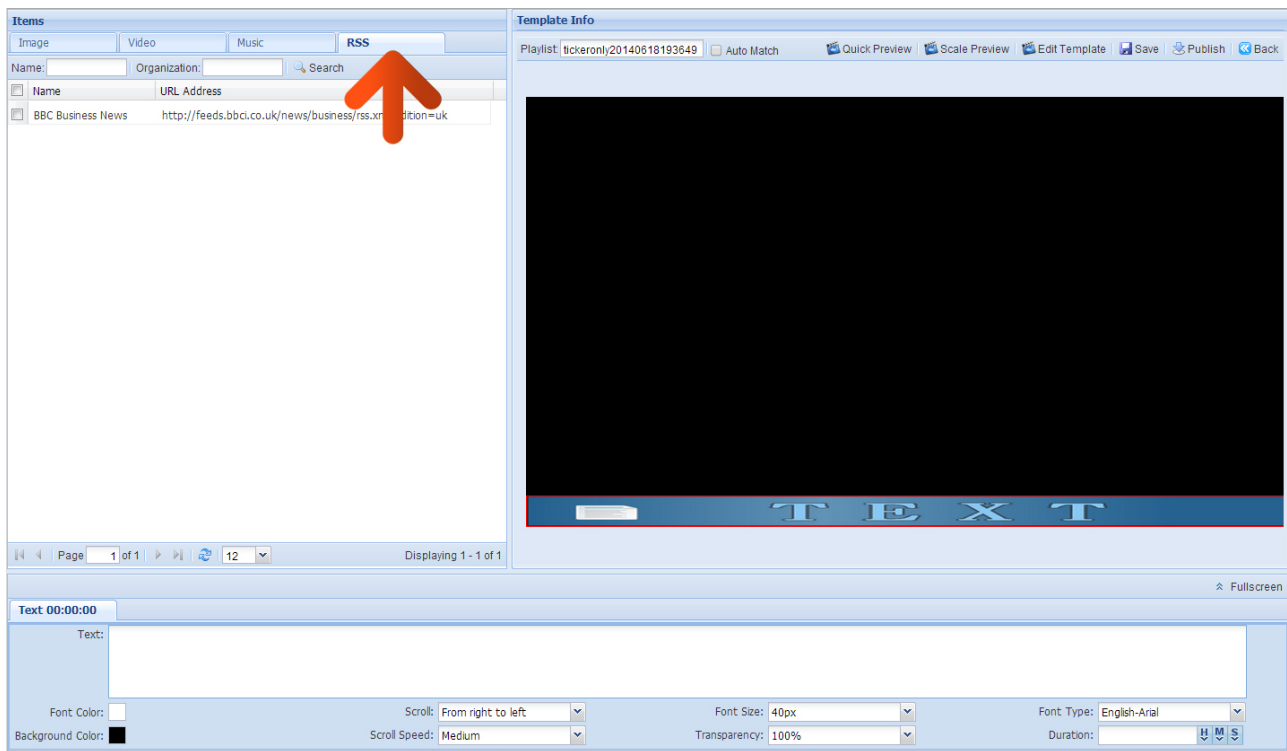 Items
Image Video Music RSS
Name: Organization: Search
Name URL Address
BBC Business News http://feeds.bbci.co.uk/news/business/rss.xm dition=uk
Page 1 of 1 12 Displaying 1 - 1 of 1
Template Info
Playlist: tickeronly20140618193649 Auto Match Quick Preview Scale Preview Edit Template Save Publish Back
TEXT
Fullscreen
Text 00:00:00
Text:
Font Color: Scroll: From right to left Font Size: 40px Font Type: English-Arial
Background Color: Scroll Speed: Medium Transparency: 100% Duration: H M S